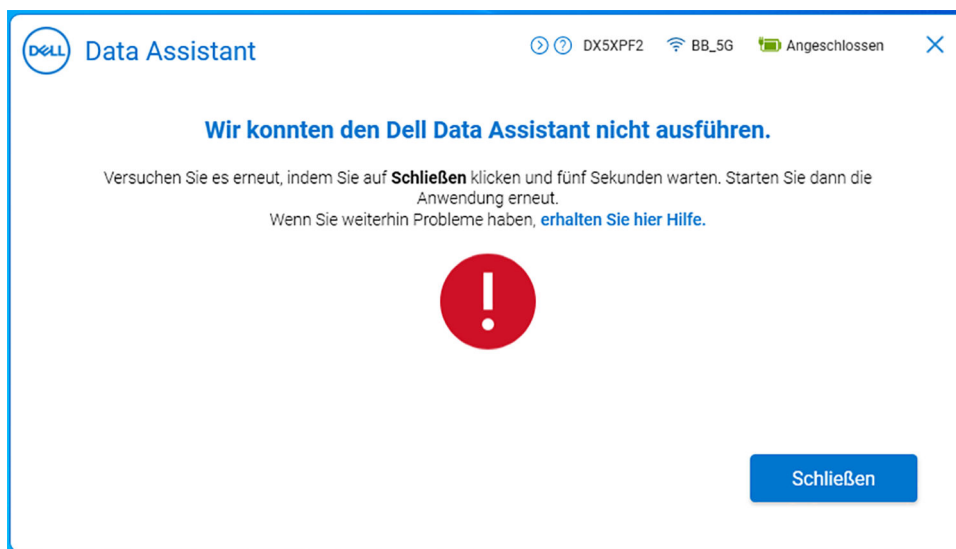 DELL Data Assistant DX5XPF2 BB_5G Angeschlossen
Wir konnten den Dell Data Assistant nicht ausführen.
Versuchen Sie es erneut, indem Sie auf Schließen klicken und fünf Sekunden warten. Starten Sie dann die
Anwendung erneut.
Wenn Sie weiterhin Probleme haben, erhalten Sie hier Hilfe.
Schließen